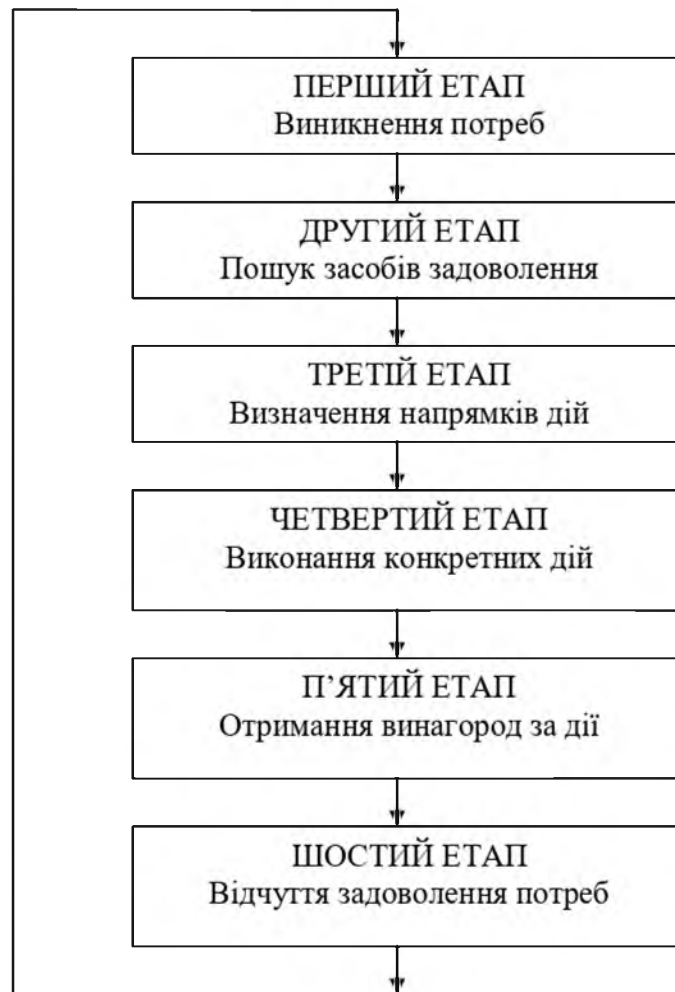 ПЕРШИЙ ЕТАП
Виникнення потреб
ДРУГИЙ ЕТАП
Пошук засобів задоволення
ТРЕТІЙ ЕТАП
Визначення напрямків дій
ЧЕТВЕРТИЙ ЕТАП
Виконання конкретних дій
П’ЯТИЙ ЕТАП
Отримання винагород за дії
ШОСТИЙ ЕТАП
Відчуття задоволення потреб